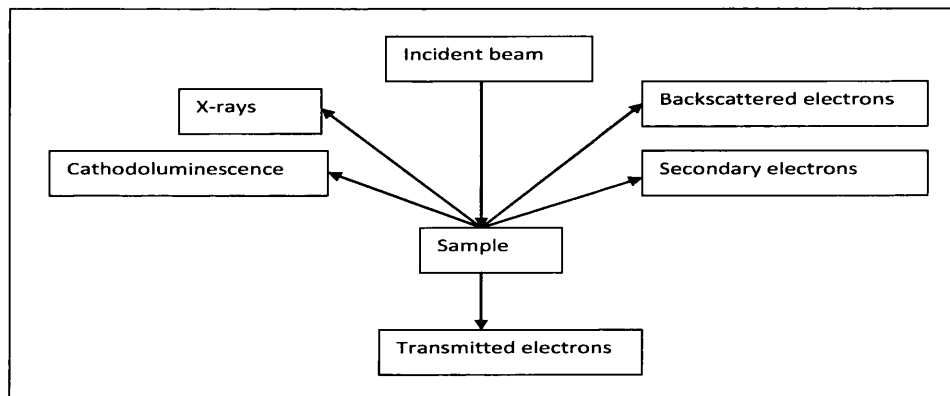 Incident beam
X-rays
Backscattered electrons
Cathodoluminescence
Secondary electrons
Sample
Transmitted electrons